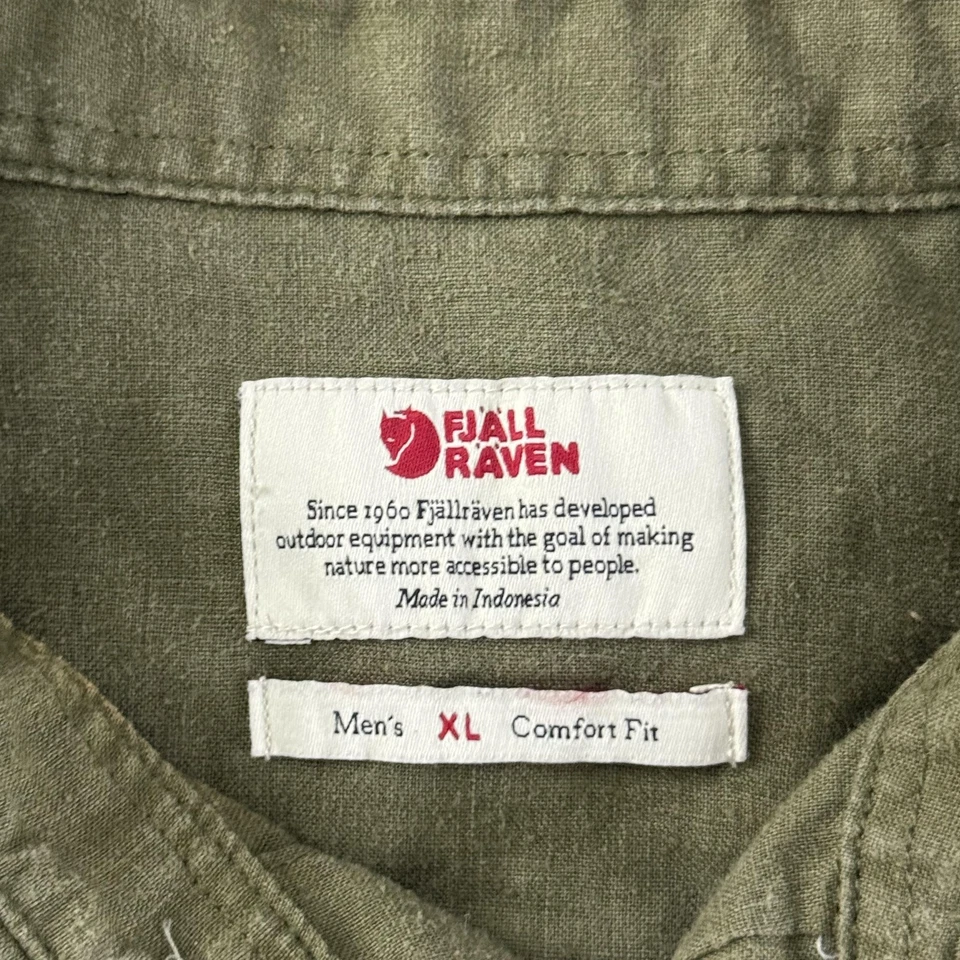 FJÄLL
RÄVEN
Since 1960 Fjällräven has developed
outdoor equipment with the goal of making
nature more accessible to people.
Made in Indonesia
Men's XL Comfort Fit